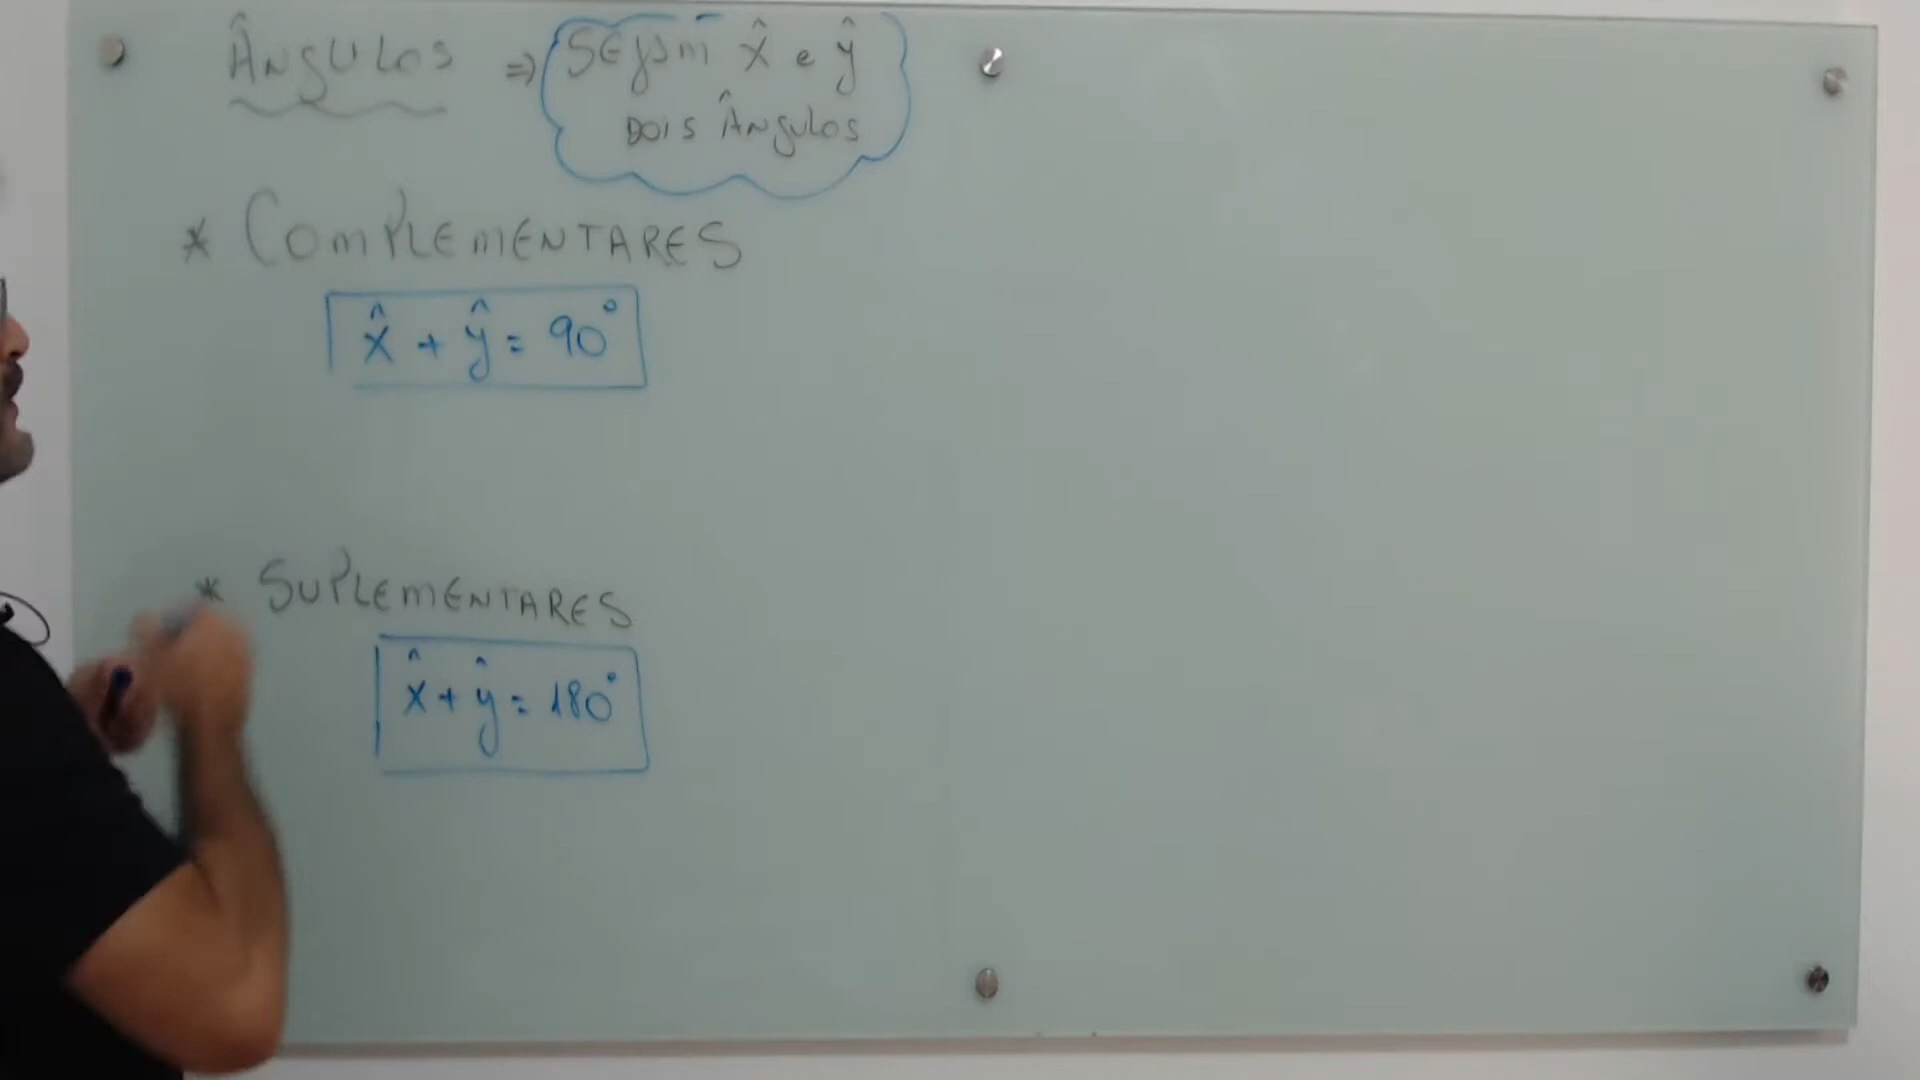 Ângulos ⇒ Sejam x̂ e ŷ
dois ângulos
* Complementares
x̂ + ŷ = 90°
* Suplementares
x̂ + ŷ = 180°